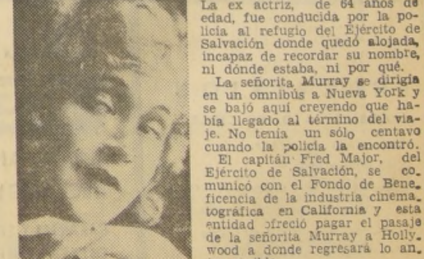 La ex actriz, de 64 años de
edad, fue conducida por la po-
licía al refugio del Ejército de
Salvación donde quedó alojada,
incapaz de recordar su nombre,
ni dónde estaba, ni por qué.
La señorita Murray se dirigía
en un omnibús a Nueva York y
se bajó aquí creyendo que ha-
bía llegado al término del via-
je. No tenía un sólo centavo
cuando la policía la encontró.
El capitán Fred Major, del
Ejército de Salvación, se co-
municó con el Fondo de Bene-
ficencia de la industria cinema-
tográfica en California y esta
entidad ofreció pagar el pasaje
de la señorita Murray a Holly-
wood a donde regresará lo an-